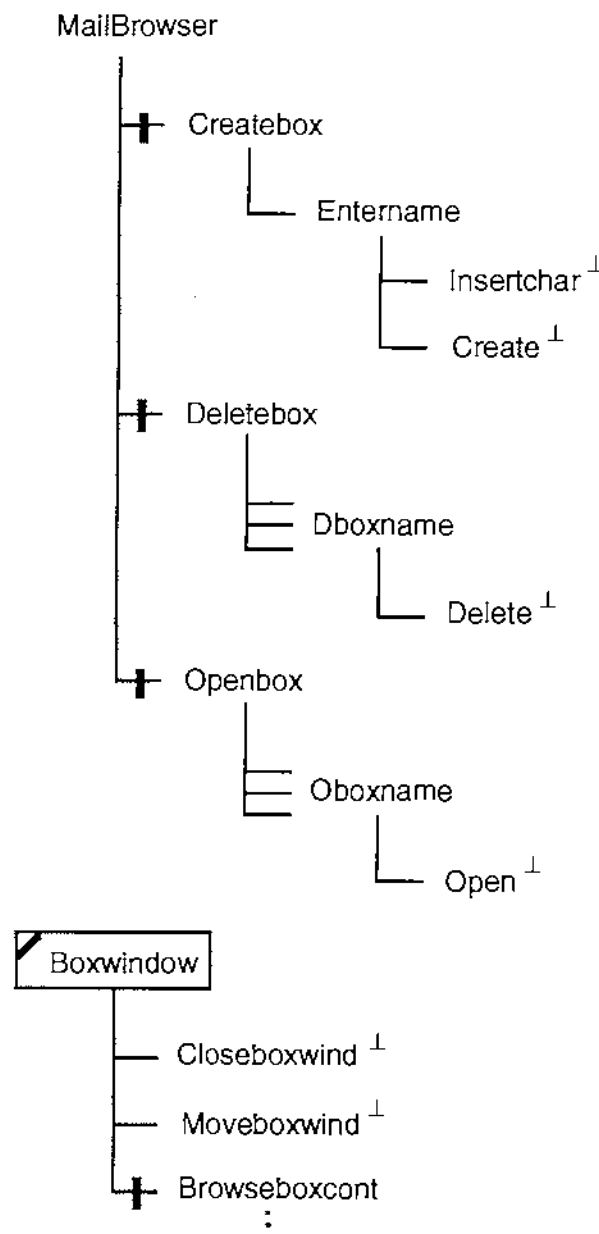 MailBrowser
Createbox
Entername
Insertchar ⊥
Create ⊥
Deletebox
Dboxname
Delete ⊥
Openbox
Oboxname
Open ⊥
Boxwindow
Closeboxwind ⊥
Moveboxwind ⊥
Browseboxcont
: